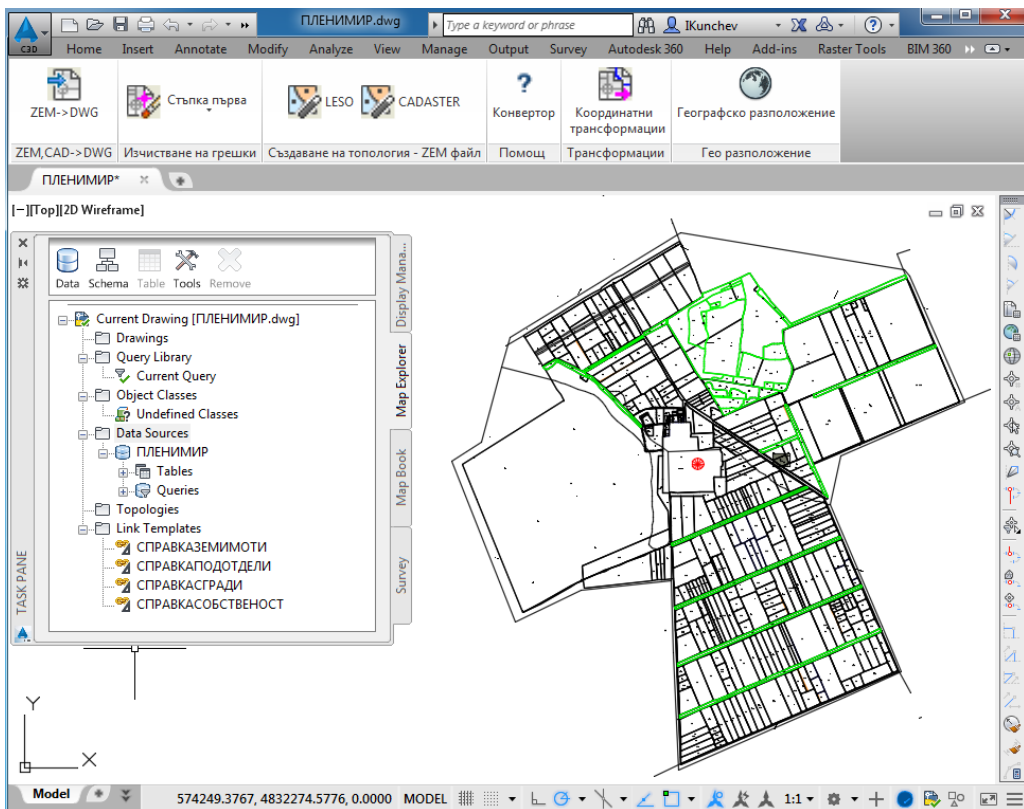 ПЛЕНИМИР.dwg
Type a keyword or phrase
IKunchev
C3D
Home Insert Annotate Modify Analyze View Manage Output Survey Autodesk 360 Help Add-ins Raster Tools BIM 360
ZEM->DWG
Стъпка първа
LESO
CADASTER
Конвертор
Координатни
трансформации
Географско разположение
ZEM,CAD->DWG Изчистване на грешки Създаване на топология - ZEM файл Помощ Трансформации Гео разположение
ПЛЕНИМИР*
[−][Top][2D Wireframe]
Data Schema Table Tools Remove
Current Drawing [ПЛЕНИМИР.dwg]
Drawings
Query Library
Current Query
Object Classes
Undefined Classes
Data Sources
ПЛЕНИМИР
Tables
Queries
Topologies
Link Templates
СПРАВКАЗЕМИМОТИ
СПРАВКАПОДОТДЕЛИ
СПРАВКАСГРАДИ
СПРАВКАСОБСТВЕНОСТ
Display Mana...
Map Explorer
Map Book
Survey
TASK PANE
Y
X
Model
574249.3767, 4832274.5776, 0.0000 MODEL
1:1